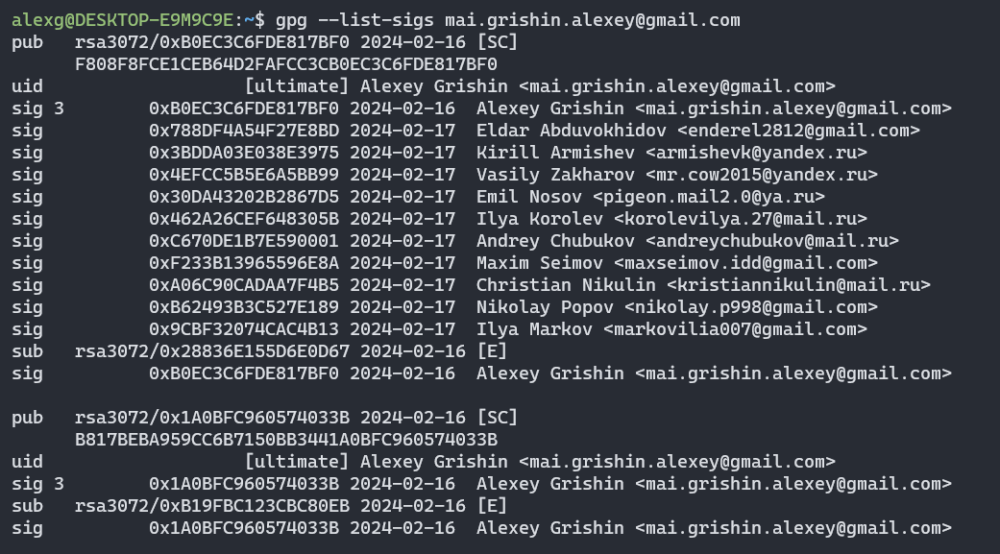 alexg@DESKTOP-E9M9C9E:~$ gpg --list-sigs mai.grishin.alexey@gmail.com
pub   rsa3072/0xB0EC3C6FDE817BF0 2024-02-16 [SC]
      F808F8FCE1CEB64D2FAFCC3CB0EC3C6FDE817BF0
uid                   [ultimate] Alexey Grishin <mai.grishin.alexey@gmail.com>
sig 3        0xB0EC3C6FDE817BF0 2024-02-16  Alexey Grishin <mai.grishin.alexey@gmail.com>
sig          0x788DF4A54F27E8BD 2024-02-17  Eldar Abduvokhidov <enderel2812@gmail.com>
sig          0x3BDDA03E038E3975 2024-02-17  Kirill Armishev <armishevk@yandex.ru>
sig          0x4EFCC5B5E6A5BB99 2024-02-17  Vasily Zakharov <mr.cow2015@yandex.ru>
sig          0x30DA43202B2867D5 2024-02-17  Emil Nosov <pigeon.mail2.0@ya.ru>
sig          0x462A26CEF648305B 2024-02-17  Ilya Korolev <korolevilya.27@mail.ru>
sig          0xC670DE1B7E590001 2024-02-17  Andrey Chubukov <andreychubukov@mail.ru>
sig          0xF233B13965596E8A 2024-02-17  Maxim Seimov <maxseimov.idd@gmail.com>
sig          0xA06C90CADAA7F4B5 2024-02-17  Christian Nikulin <kristiannikulin@mail.ru>
sig          0xB62493B3C527E189 2024-02-17  Nikolay Popov <nikolay.p998@gmail.com>
sig          0x9CBF32074CAC4B13 2024-02-17  Ilya Markov <markovilia007@gmail.com>
sub   rsa3072/0x28836E155D6E0D67 2024-02-16 [E]
sig          0xB0EC3C6FDE817BF0 2024-02-16  Alexey Grishin <mai.grishin.alexey@gmail.com>

pub   rsa3072/0x1A0BFC960574033B 2024-02-16 [SC]
      B817BEBA959CC6B7150BB3441A0BFC960574033B
uid                   [ultimate] Alexey Grishin <mai.grishin.alexey@gmail.com>
sig 3        0x1A0BFC960574033B 2024-02-16  Alexey Grishin <mai.grishin.alexey@gmail.com>
sub   rsa3072/0xB19FBC123CBC80EB 2024-02-16 [E]
sig          0x1A0BFC960574033B 2024-02-16  Alexey Grishin <mai.grishin.alexey@gmail.com>